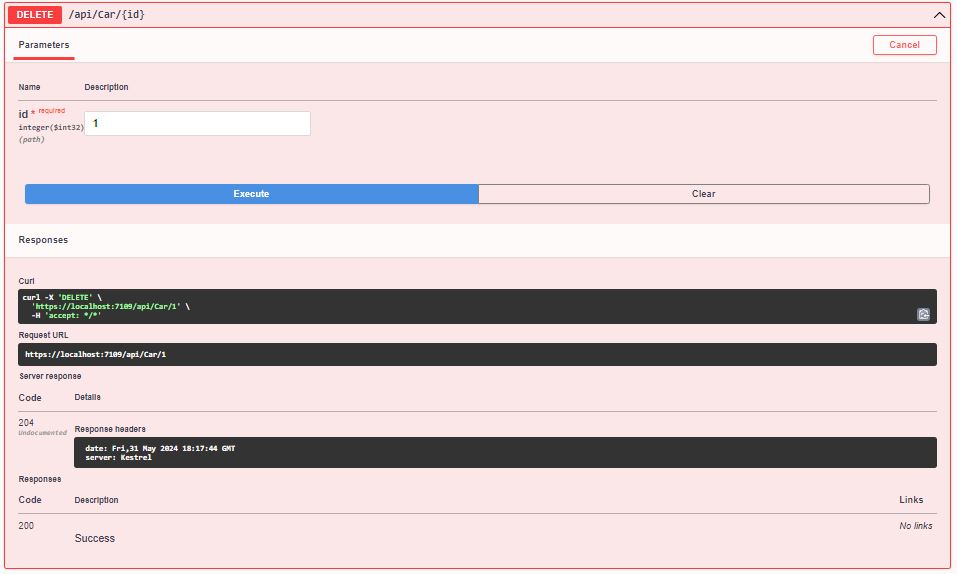 DELETE /api/Car/{id}
Parameters
Cancel
Name Description
id * required
integer($int32)
(path)
1
Execute Clear
Responses
Curl
curl -X 'DELETE' \
'https://localhost:7109/api/Car/1' \
-H 'accept: */*'
Request URL
https://localhost:7109/api/Car/1
Server response
Code Details
204
Undocumented
Response headers
date: Fri,31 May 2024 18:17:44 GMT
server: Kestrel
Responses
Code Description Links
200 No links
Success